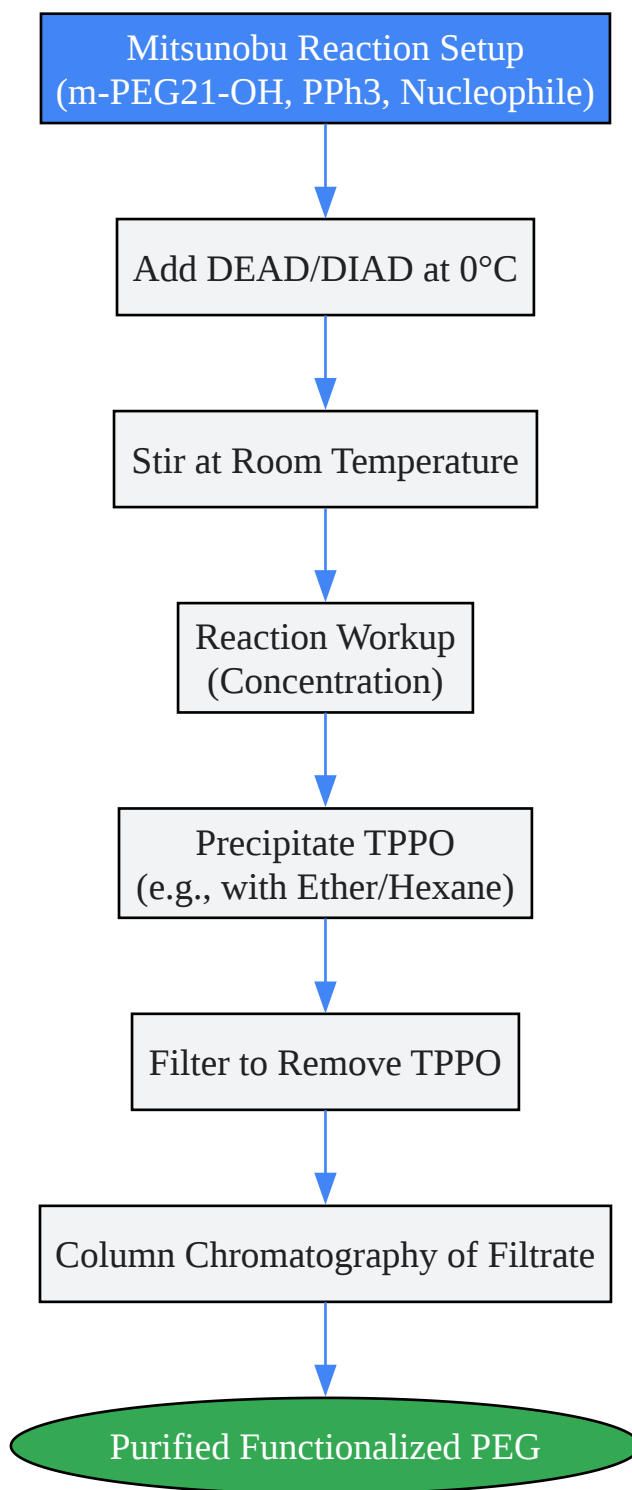 Mitsunobu Reaction Setup
(m-PEG21-OH, PPh3, Nucleophile)
Add DEAD/DIAD at 0°C
Stir at Room Temperature
Reaction Workup
(Concentration)
Precipitate TPPO
(e.g., with Ether/Hexane)
Filter to Remove TPPO
Column Chromatography of Filtrate
Purified Functionalized PEG